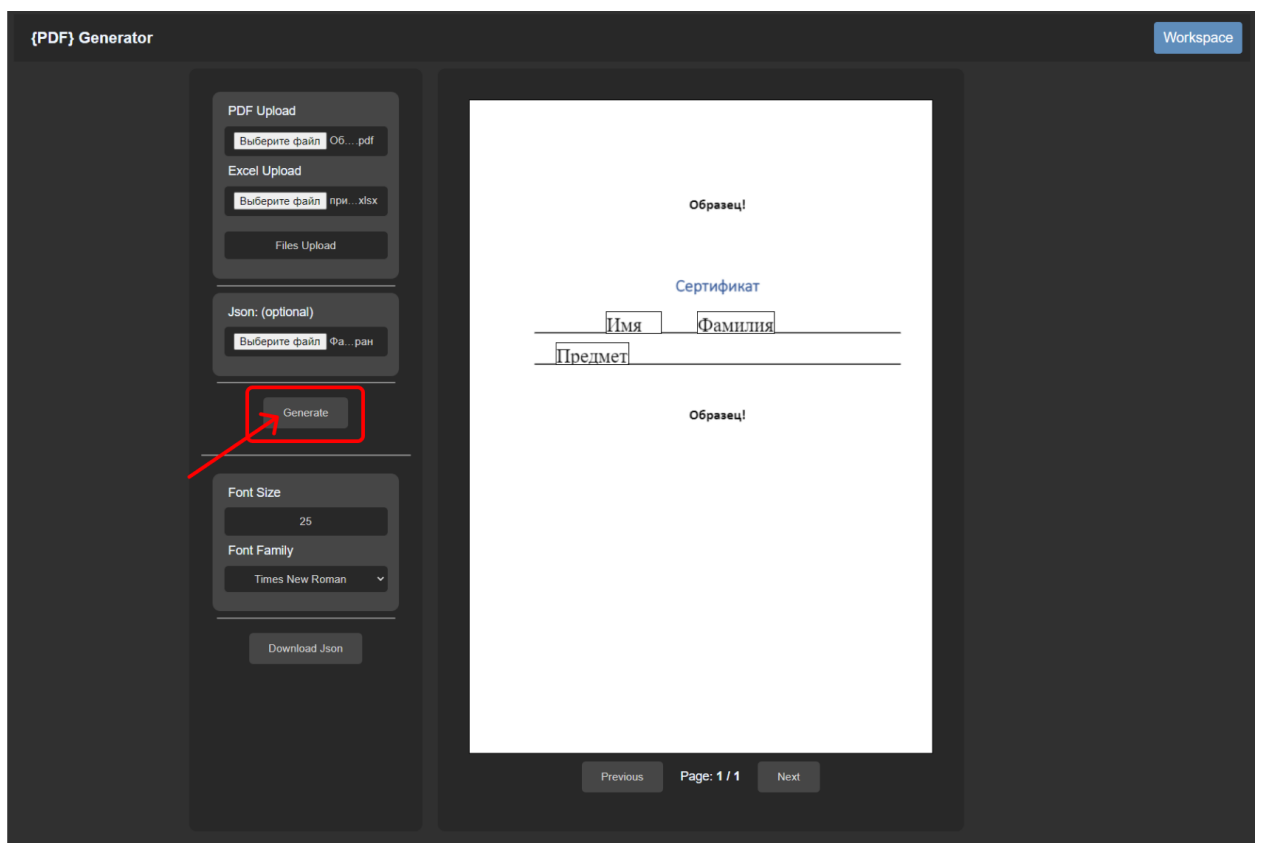 {PDF} Generator
Workspace
PDF Upload
Выберите файл Об....pdf
Excel Upload
Выберите файл при...xlsx
Files Upload
Json: (optional)
Выберите файл Фа...ран
Generate
Font Size
25
Font Family
Times New Roman
Download Json
Образец!
Сертификат
Имя Фамилия
Предмет
Образец!
Previous Page: 1 / 1 Next